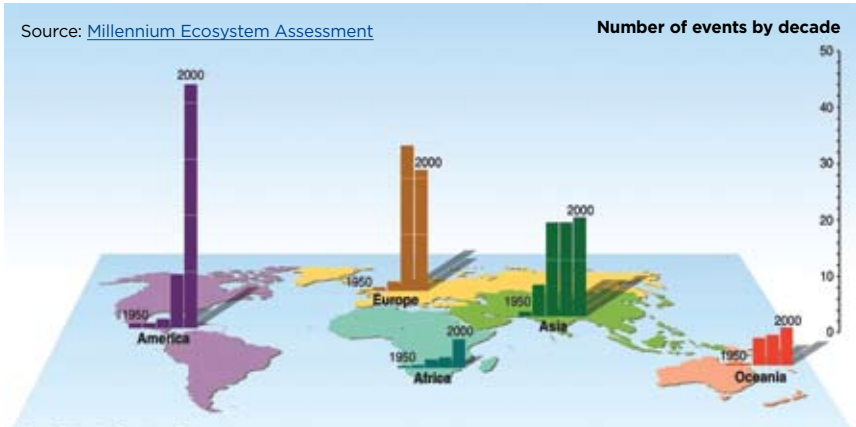 Source: Millennium Ecosystem Assessment
Number of events by decade
50
40
30
20
10
0
2000
1950
America
2000
1950
Europe
2000
1950
Asia
2000
1950
Africa
2000
1950
Oceania